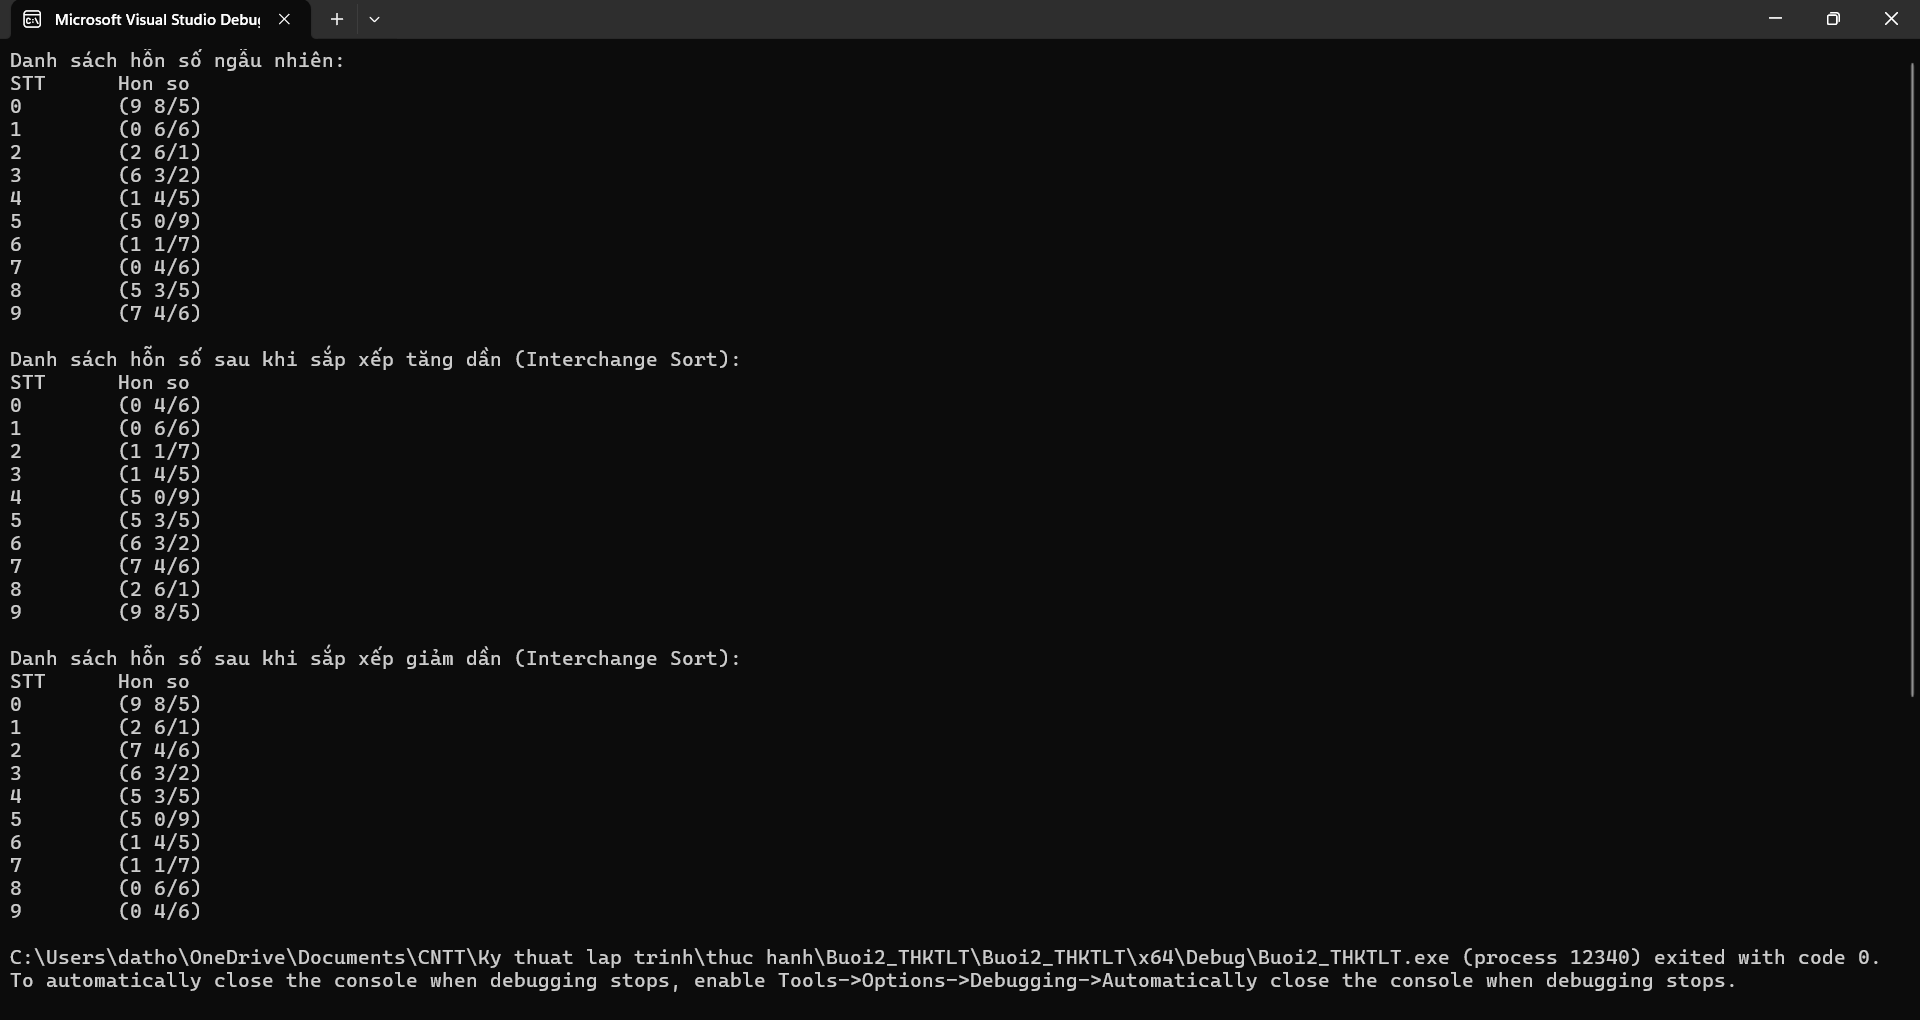 Microsoft Visual Studio Debu
Danh sách hỗn số ngẫu nhiên:
STT Hon so
0 (9 8/5)
1 (0 6/6)
2 (2 6/1)
3 (6 3/2)
4 (1 4/5)
5 (5 0/9)
6 (1 1/7)
7 (0 4/6)
8 (5 3/5)
9 (7 4/6)
Danh sách hỗn số sau khi sắp xếp tăng dần (Interchange Sort):
STT Hon so
0 (0 4/6)
1 (0 6/6)
2 (1 1/7)
3 (1 4/5)
4 (5 0/9)
5 (5 3/5)
6 (6 3/2)
7 (7 4/6)
8 (2 6/1)
9 (9 8/5)
Danh sách hỗn số sau khi sắp xếp giảm dần (Interchange Sort):
STT Hon so
0 (9 8/5)
1 (2 6/1)
2 (7 4/6)
3 (6 3/2)
4 (5 3/5)
5 (5 0/9)
6 (1 4/5)
7 (1 1/7)
8 (0 6/6)
9 (0 4/6)
C:\Users\datho\OneDrive\Documents\CNTT\Ky thuat lap trinh\thuc hanh\Buoi2_THKTLT\Buoi2_THKTLT\x64\Debug\Buoi2_THKTLT.exe (process 12340) exited with code 0.
To automatically close the console when debugging stops, enable Tools->Options->Debugging->Automatically close the console when debugging stops.